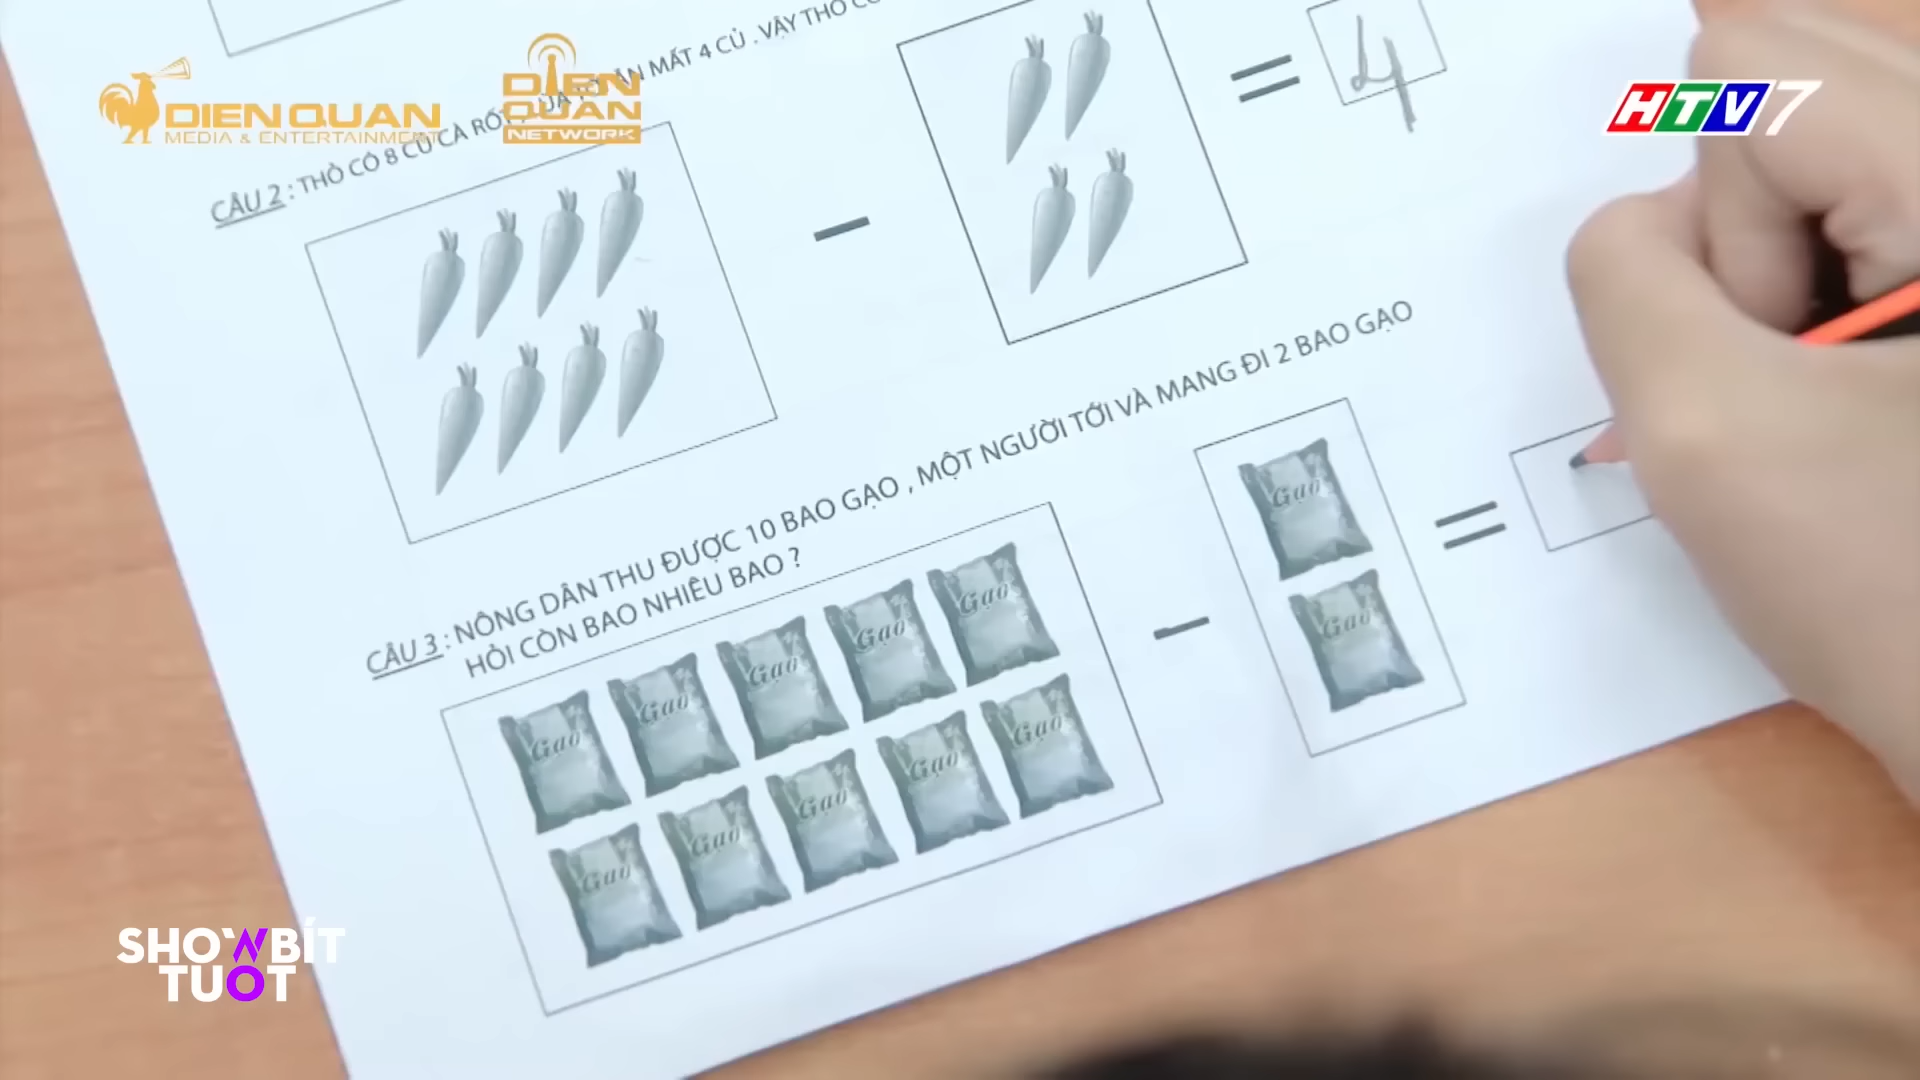 DIEN QUAN
MEDIA & ENTERTAINMENT
DIEN
QUAN
NETWORK
HTV7
CÂU 2 : THỎ CÓ 8 CỦ CÀ RỐT, ĂN MẤT 4 CỦ . VẬY THỎ
- = 4
CÂU 3 : NÔNG DÂN THU ĐƯỢC 10 BAO GẠO , MỘT NGƯỜI TỚI VÀ MANG ĐI 2 BAO GẠO
HỎI CÒN BAO NHIÊU BAO ?
Gạo Gạo Gạo Gạo Gạo
Gạo Gạo Gạo Gạo Gạo
- Gạo
Gạo =
SHOWBÍT
TUOT